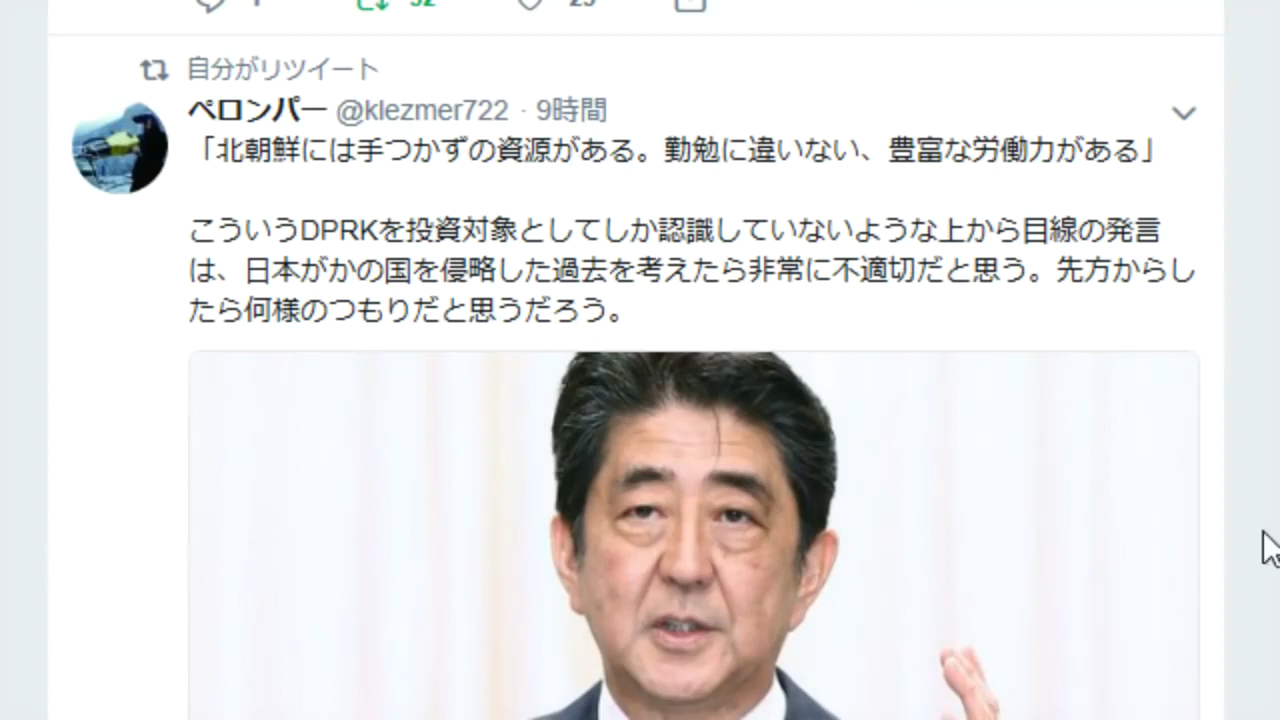 自分がリツイート
ペロンパー @klezmer722 · 9時間
「北朝鮮には手つかずの資源がある。勤勉に違いない、豊富な労働力がある」
こういうDPRKを投資対象としてしか認識していないような上から目線の発言
は、日本がかの国を侵略した過去を考えたら非常に不適切だと思う。先方からし
たら何様のつもりだと思うだろう。